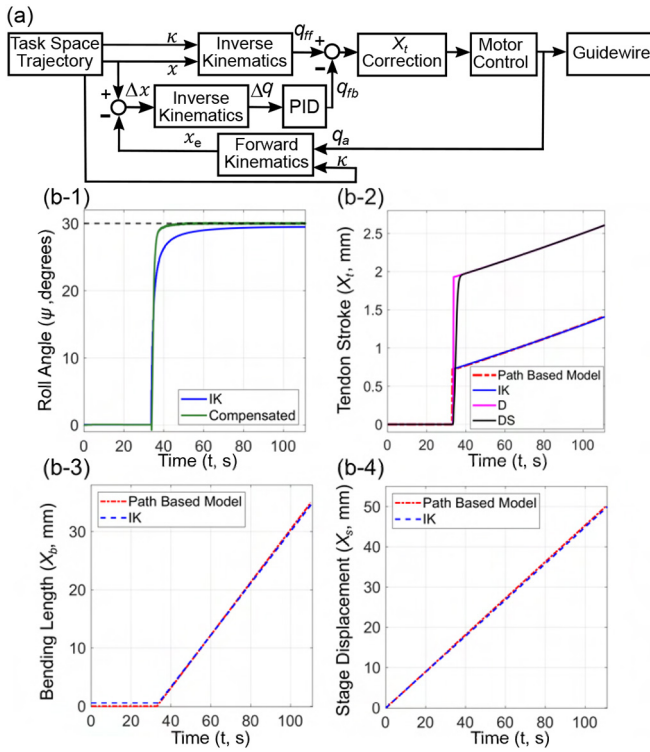 (a)
Task Space
Trajectory
κ
x
Inverse
Kinematics
q_ff
+
−
X_t
Correction
Motor
Control
Guidewire
+
−
Δx
Inverse
Kinematics
Δq
PID
q_fb
x_e
Forward
Kinematics
q_a
κ
(b-1)
Roll Angle (ψ ,degrees)
30
20
10
0
IK
Compensated
0 20 40 60 80 100
Time (t, s)
(b-2)
Tendon Stroke (X_t, mm)
2.5
2
1.5
1
0.5
0
Path Based Model
IK
D
DS
0 20 40 60 80 100
Time (t, s)
(b-3)
Bending Length (X_b, mm)
30
20
10
0
Path Based Model
IK
0 20 40 60 80 100
Time (t, s)
(b-4)
Stage Displacement (X_s, mm)
50
40
30
20
10
0
Path Based Model
IK
0 20 40 60 80 100
Time (t, s)